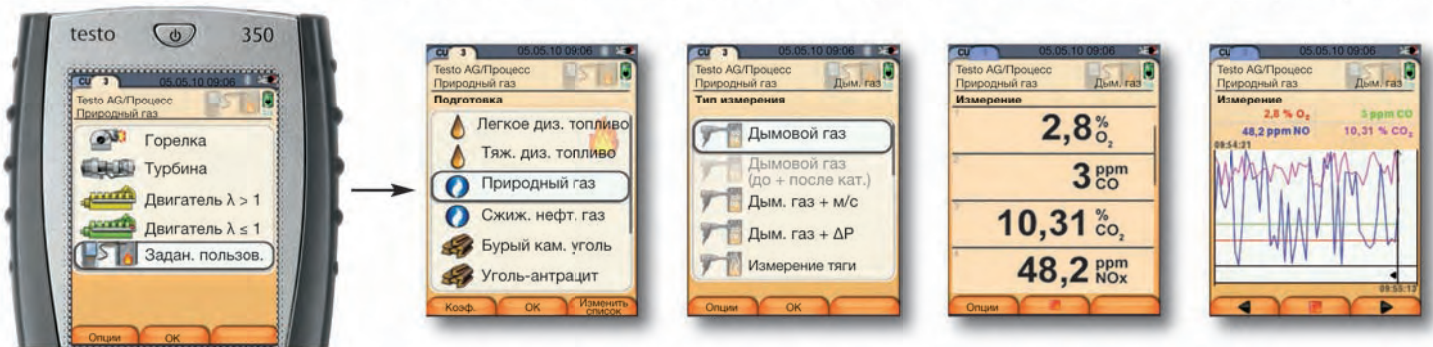 testo 350
CU 3 05.05.10 09:06
Testo AG/Процесс
Природный газ
Горелка
Турбина
Двигатель λ > 1
Двигатель λ ≤ 1
Задан. пользов.
Опции OK
CU 3 05.05.10 09:06
Testo AG/Процесс
Природный газ
Подготовка
Легкое диз. топливо
Тяж. диз. топливо
Природный газ
Сжиж. нефт. газ
Бурый кам. уголь
Уголь-антрацит
Коэф. OK Изменить
список
CU 3 05.05.10 09:06
Testo AG/Процесс
Природный газ Дым. газ
Тип измерения
Дымовой газ
Дымовой газ
(до + после кат.)
Дым. газ + м/с
Дым. газ + ΔP
Измерение тяги
Опции OK
CU 05.05.10 09:06
Testo AG/Процесс
Природный газ Дым. газ
Измерение
1
2,8 % O₂
2
3 ppm CO
3
10,31 % CO₂
4
48,2 ppm NOx
Опции
CU 05.05.10 09:06
Testo AG/Процесс
Природный газ Дым. газ
Измерение
2,8 % O₂ 3 ppm CO
48,2 ppm NO 10,31 % CO₂
09:54:21
09:55:13